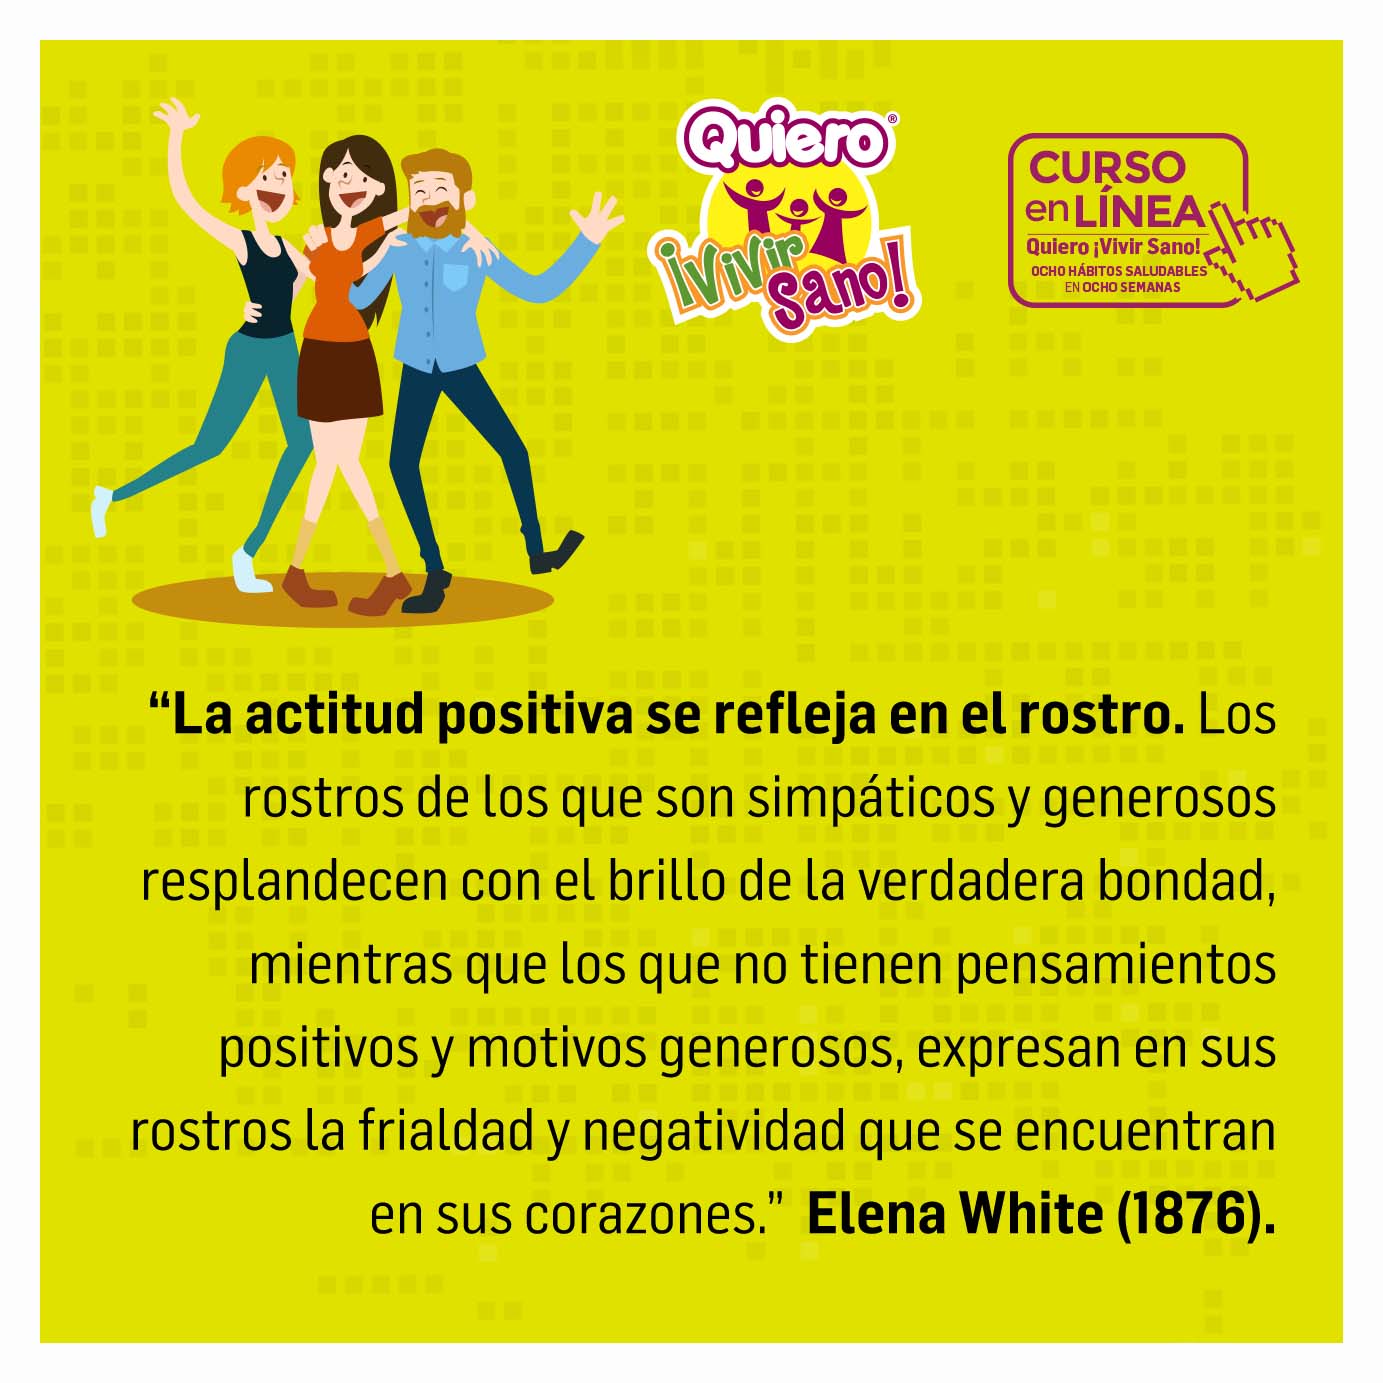 Quiero®
¡Vivir
Sano!
CURSO
en LÍNEA
Quiero ¡Vivir Sano!
OCHO HÁBITOS SALUDABLES
EN OCHO SEMANAS
“La actitud positiva se refleja en el rostro. Los
rostros de los que son simpáticos y generosos
resplandecen con el brillo de la verdadera bondad,
mientras que los que no tienen pensamientos
positivos y motivos generosos, expresan en sus
rostros la frialdad y negatividad que se encuentran
en sus corazones.” Elena White (1876).